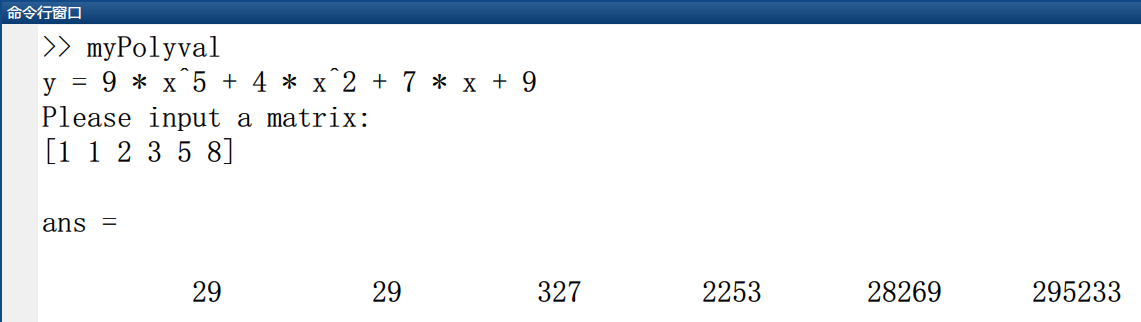 命令行窗口
>> myPolyval
y = 9 * x^5 + 4 * x^2 + 7 * x + 9
Please input a matrix:
[1 1 2 3 5 8]
ans =
29 29 327 2253 28269 295233